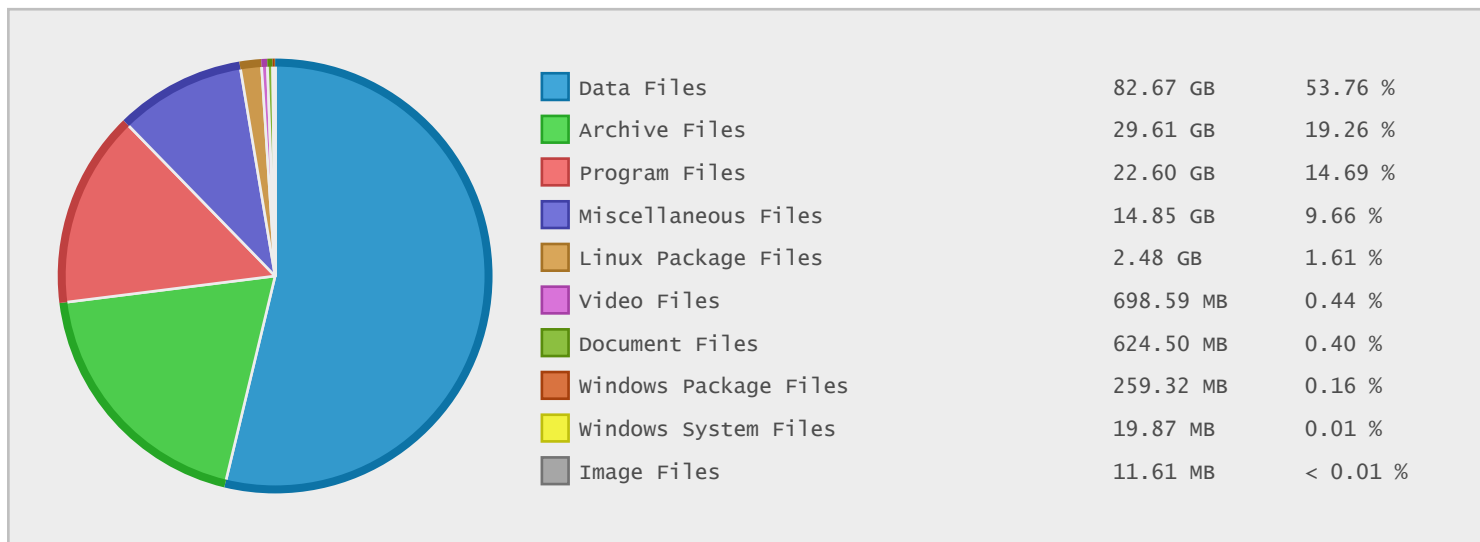 Data Files 82.67 GB 53.76 %
Archive Files 29.61 GB 19.26 %
Program Files 22.60 GB 14.69 %
Miscellaneous Files 14.85 GB 9.66 %
Linux Package Files 2.48 GB 1.61 %
Video Files 698.59 MB 0.44 %
Document Files 624.50 MB 0.40 %
Windows Package Files 259.32 MB 0.16 %
Windows System Files 19.87 MB 0.01 %
Image Files 11.61 MB < 0.01 %